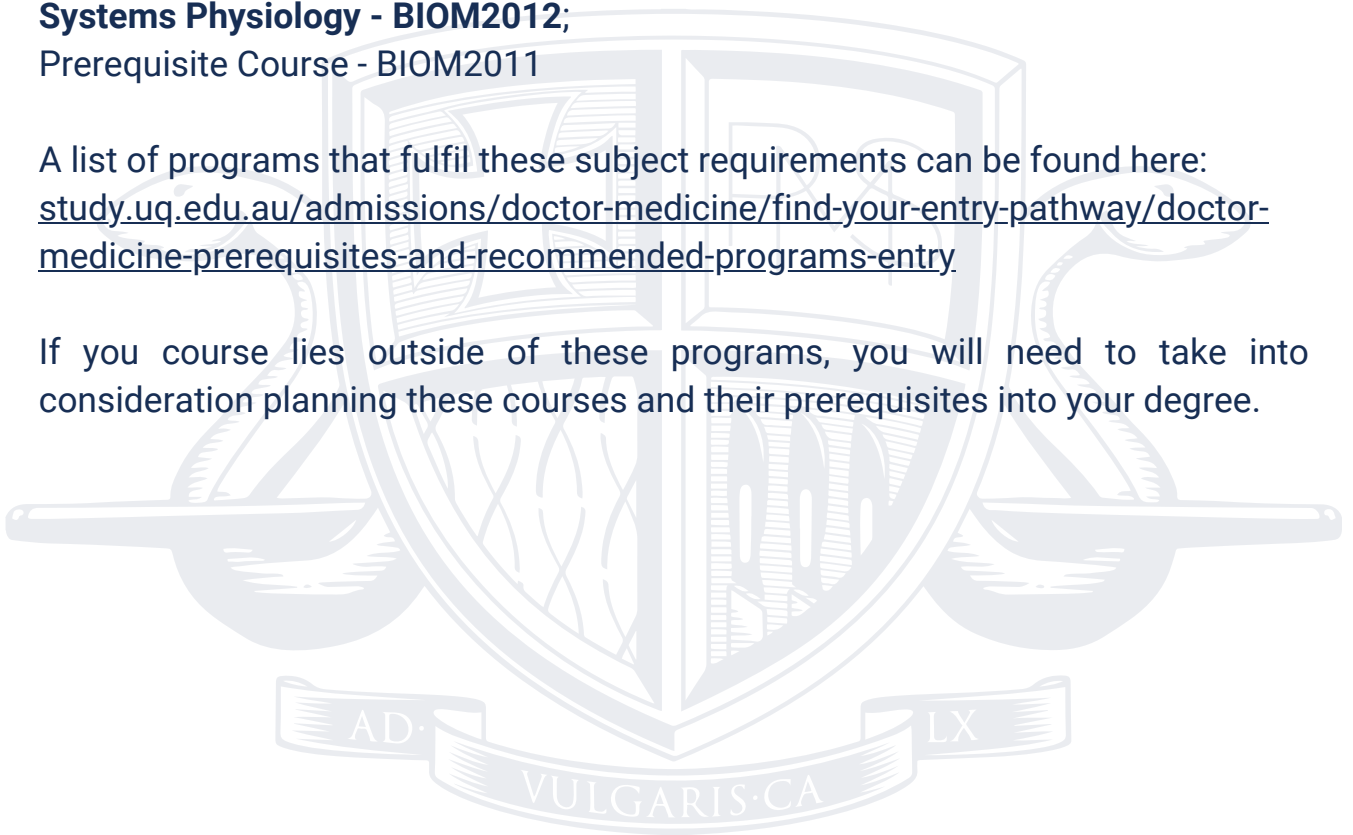 Systems Physiology - BIOM2012;
Prerequisite Course - BIOM2011
A list of programs that fulfil these subject requirements can be found here:
study.uq.edu.au/admissions/doctor-medicine/find-your-entry-pathway/doctor-
medicine-prerequisites-and-recommended-programs-entry
If you course lies outside of these programs, you will need to take into
consideration planning these courses and their prerequisites into your degree.
AD· LX
VULGARIS·CA